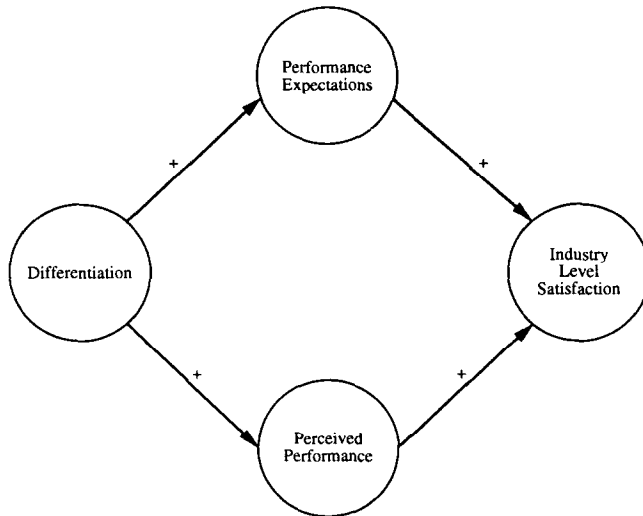 Performance
Expectations
+
+
Differentiation
Industry
Level
Satisfaction
+
+
Perceived
Performance